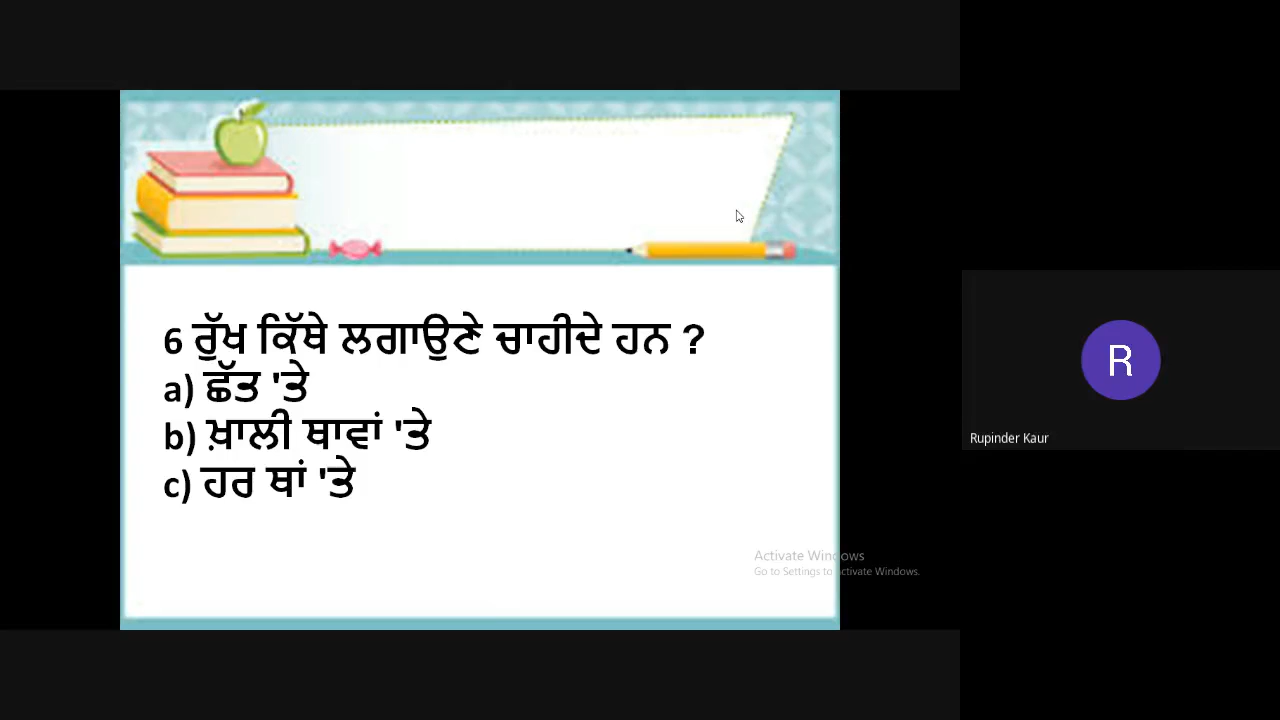 6 ਰੁੱਖ ਕਿੱਥੇ ਲਗਾਉਣੇ ਚਾਹੀਦੇ ਹਨ ?
a) ਛੱਤ 'ਤੇ
b) ਖ਼ਾਲੀ ਥਾਵਾਂ 'ਤੇ
c) ਹਰ ਥਾਂ 'ਤੇ
Activate Windows
Go to Settings to activate Windows.
R
Rupinder Kaur